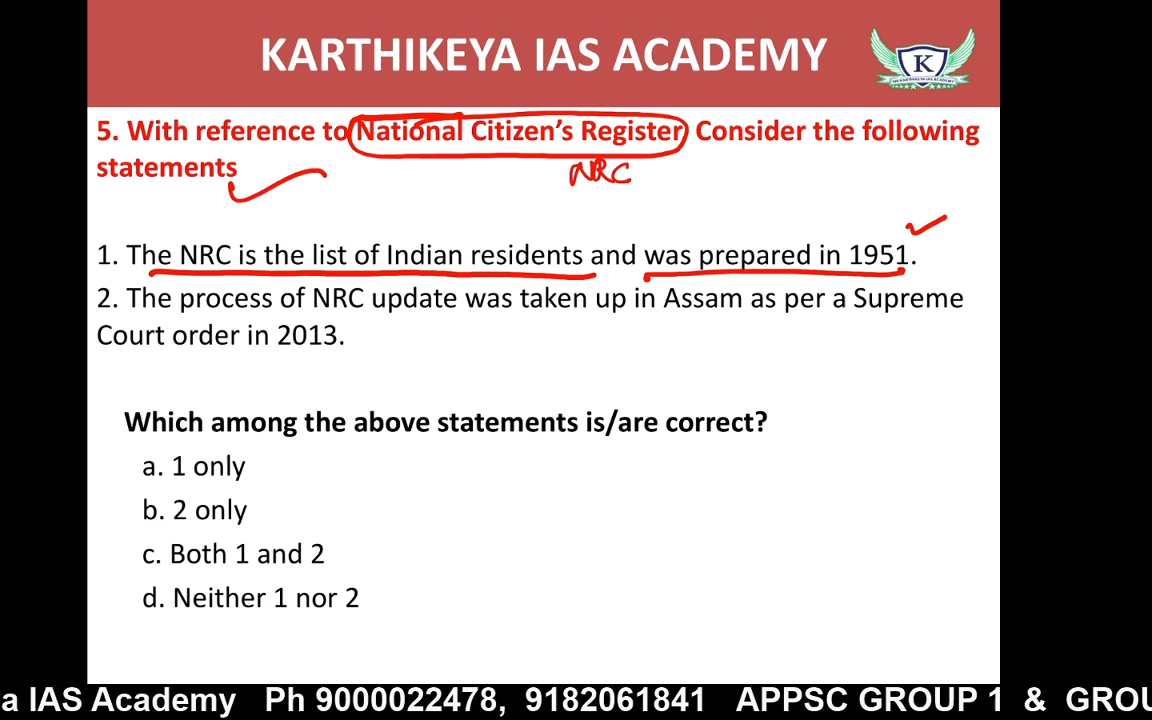 KARTHIKEYA IAS ACADEMY
K
5. With reference to National Citizen's Register Consider the following
statements
NRC
1. The NRC is the list of Indian residents and was prepared in 1951.
2. The process of NRC update was taken up in Assam as per a Supreme
Court order in 2013.
Which among the above statements is/are correct?
a. 1 only
b. 2 only
c. Both 1 and 2
d. Neither 1 nor 2
ya IAS Academy Ph 9000022478, 9182061841 APPSC GROUP 1 & GROU